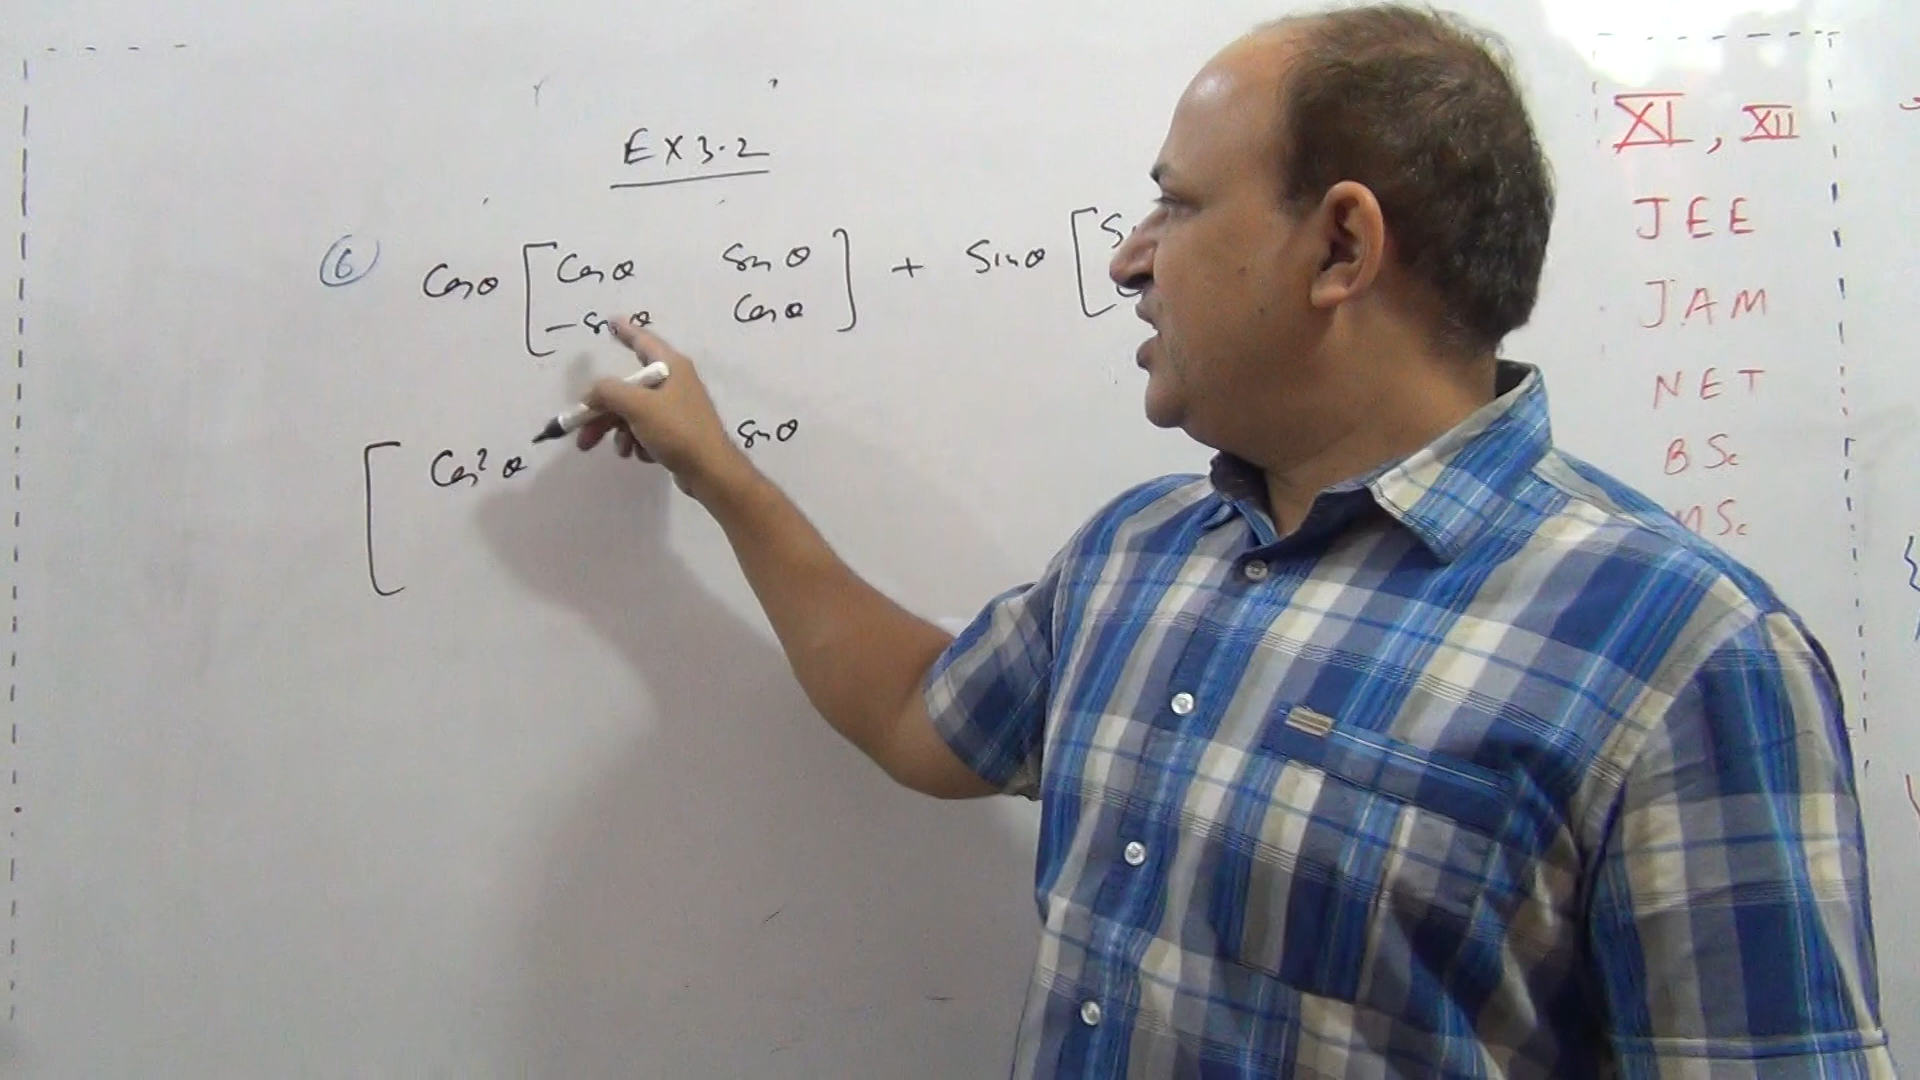 EX 3.2
6 Cosθ [ Cosθ Sinθ ] + Sinθ [
-Sinθ Cosθ
[ Cos²θ Sinθ
XI, XII
JEE
JAM
NET
BSc
MSc